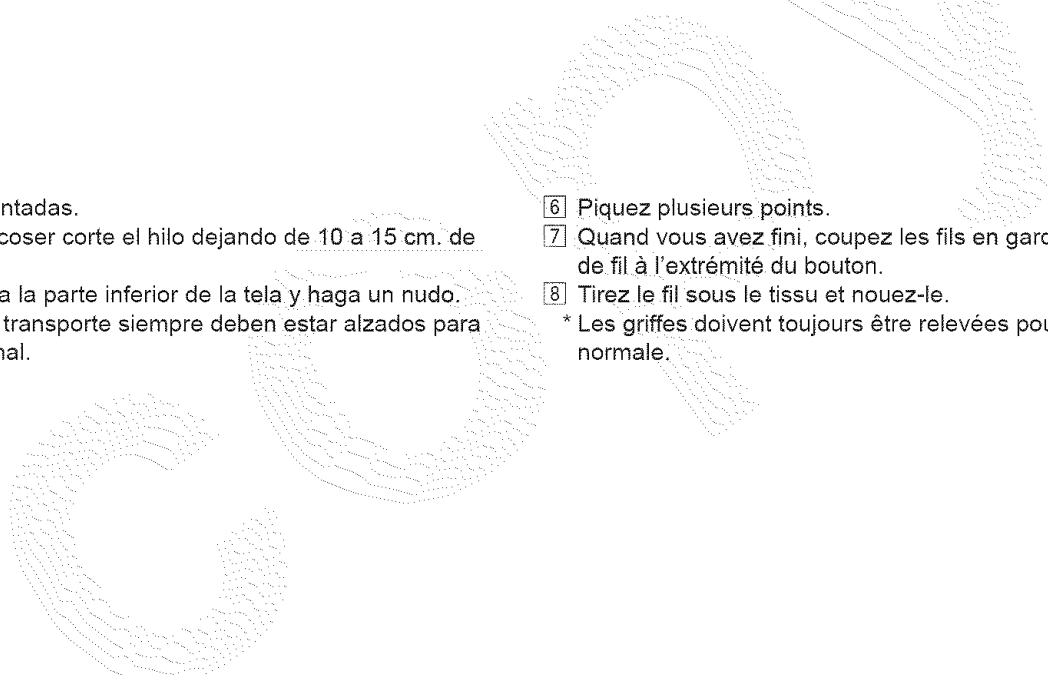 ntadas.
coser corte el hilo dejando de 10 a 15 cm. de
a la parte inferior de la tela y haga un nudo.
transporte siempre deben estar alzados para
nal.
6 Piquez plusieurs points.
7 Quand vous avez fini, coupez les fils en gard
de fil à l'extrémité du bouton.
8 Tirez le fil sous le tissu et nouez-le.
* Les griffes doivent toujours être relevées pou
normale.
copy